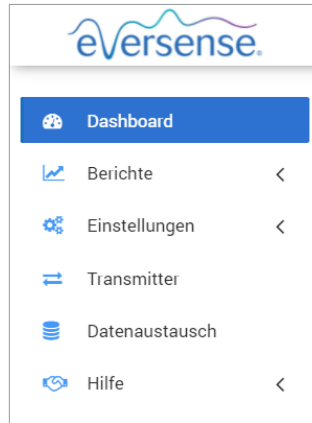 eversense.
Dashboard
Berichte
Einstellungen
Transmitter
Datenaustausch
Hilfe